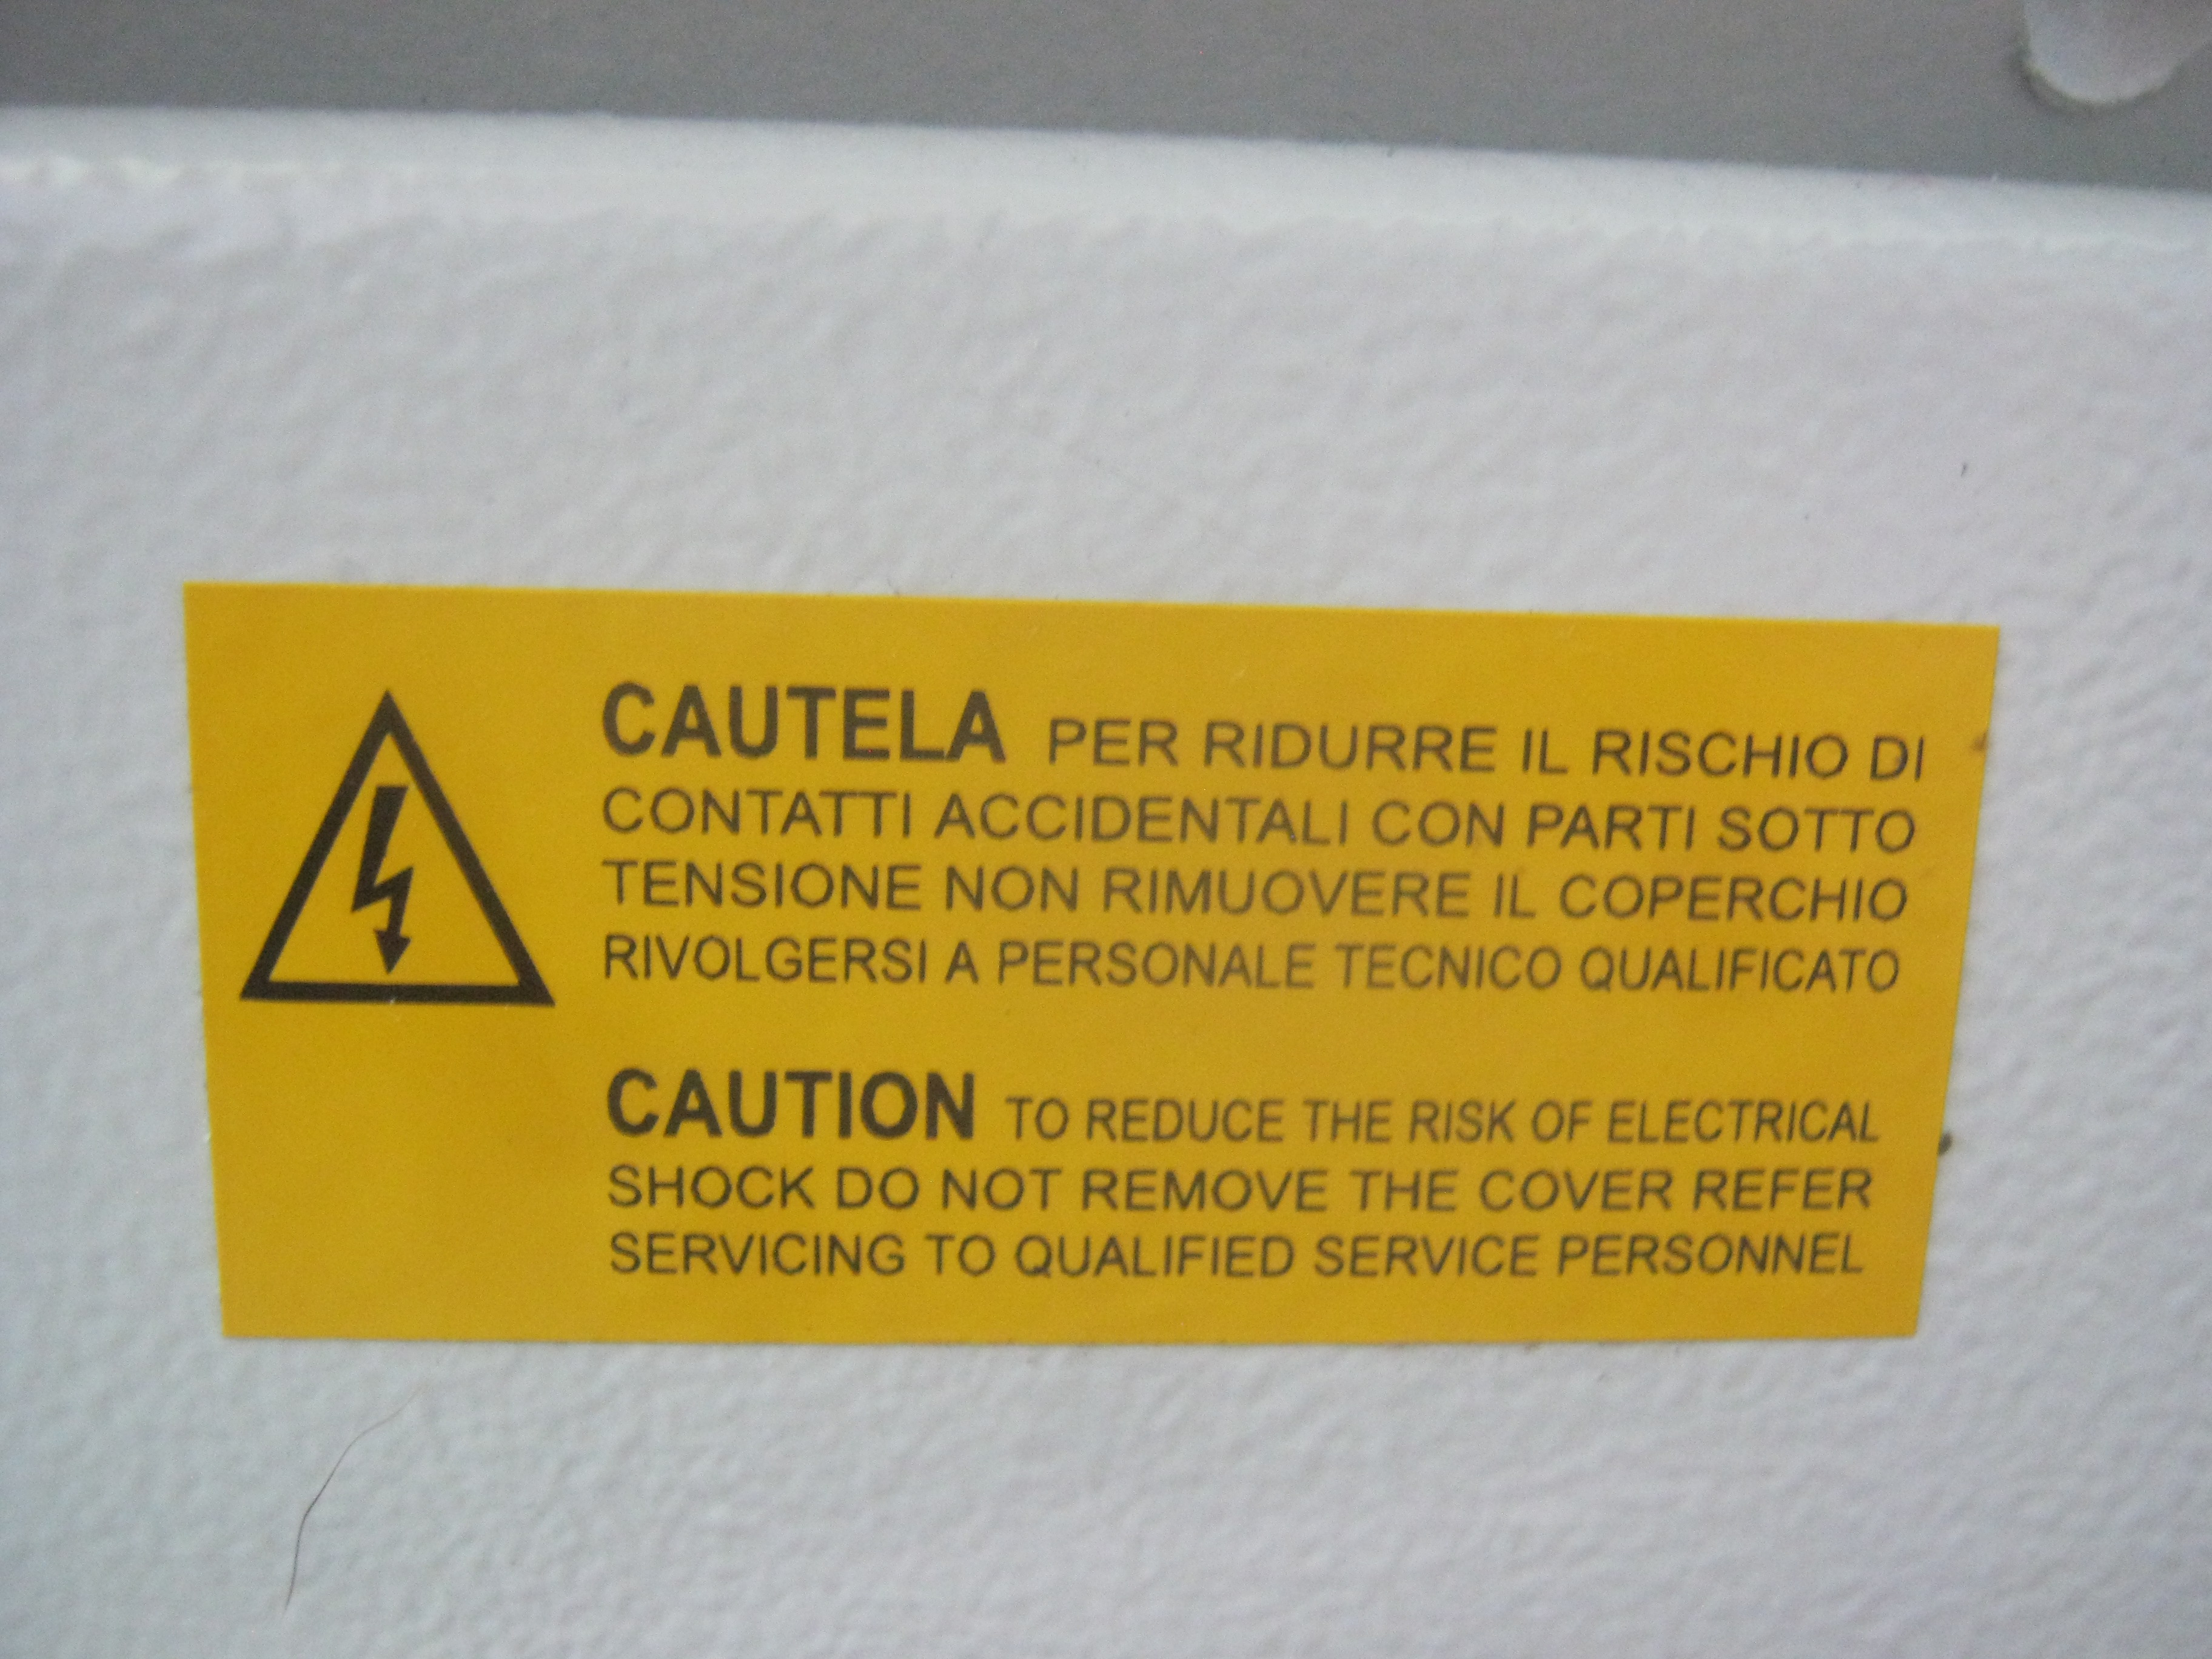 CAUTELA PER RIDURRE IL RISCHIO DI
CONTATTI ACCIDENTALI CON PARTI SOTTO
TENSIONE NON RIMUOVERE IL COPERCHIO
RIVOLGERSI A PERSONALE TECNICO QUALIFICATO
CAUTION TO REDUCE THE RISK OF ELECTRICAL
SHOCK DO NOT REMOVE THE COVER REFER
SERVICING TO QUALIFIED SERVICE PERSONNEL